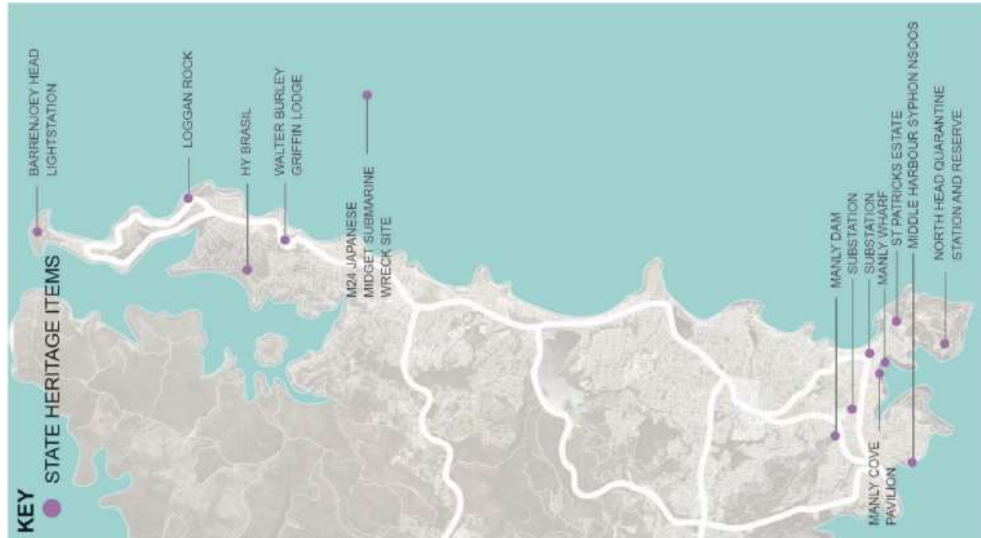 BARRENJOEY HEAD
LIGHTSTATION
LOGGAN ROCK
HY BRASIL
WALTER BURLEY
GRIFFIN LODGE
M24 JAPANESE
MIDGET SUBMARINE
WRECK SITE
MANLY DAM
SUBSTATION
SUBSTATION
MANLY WHARF
ST PATRICKS ESTATE
MIDDLE HARBOUR SYPHON NSOOS
NORTH HEAD QUARANTINE
STATION AND RESERVE
MANLY COVE
PAVILION
KEY
STATE HERITAGE ITEMS